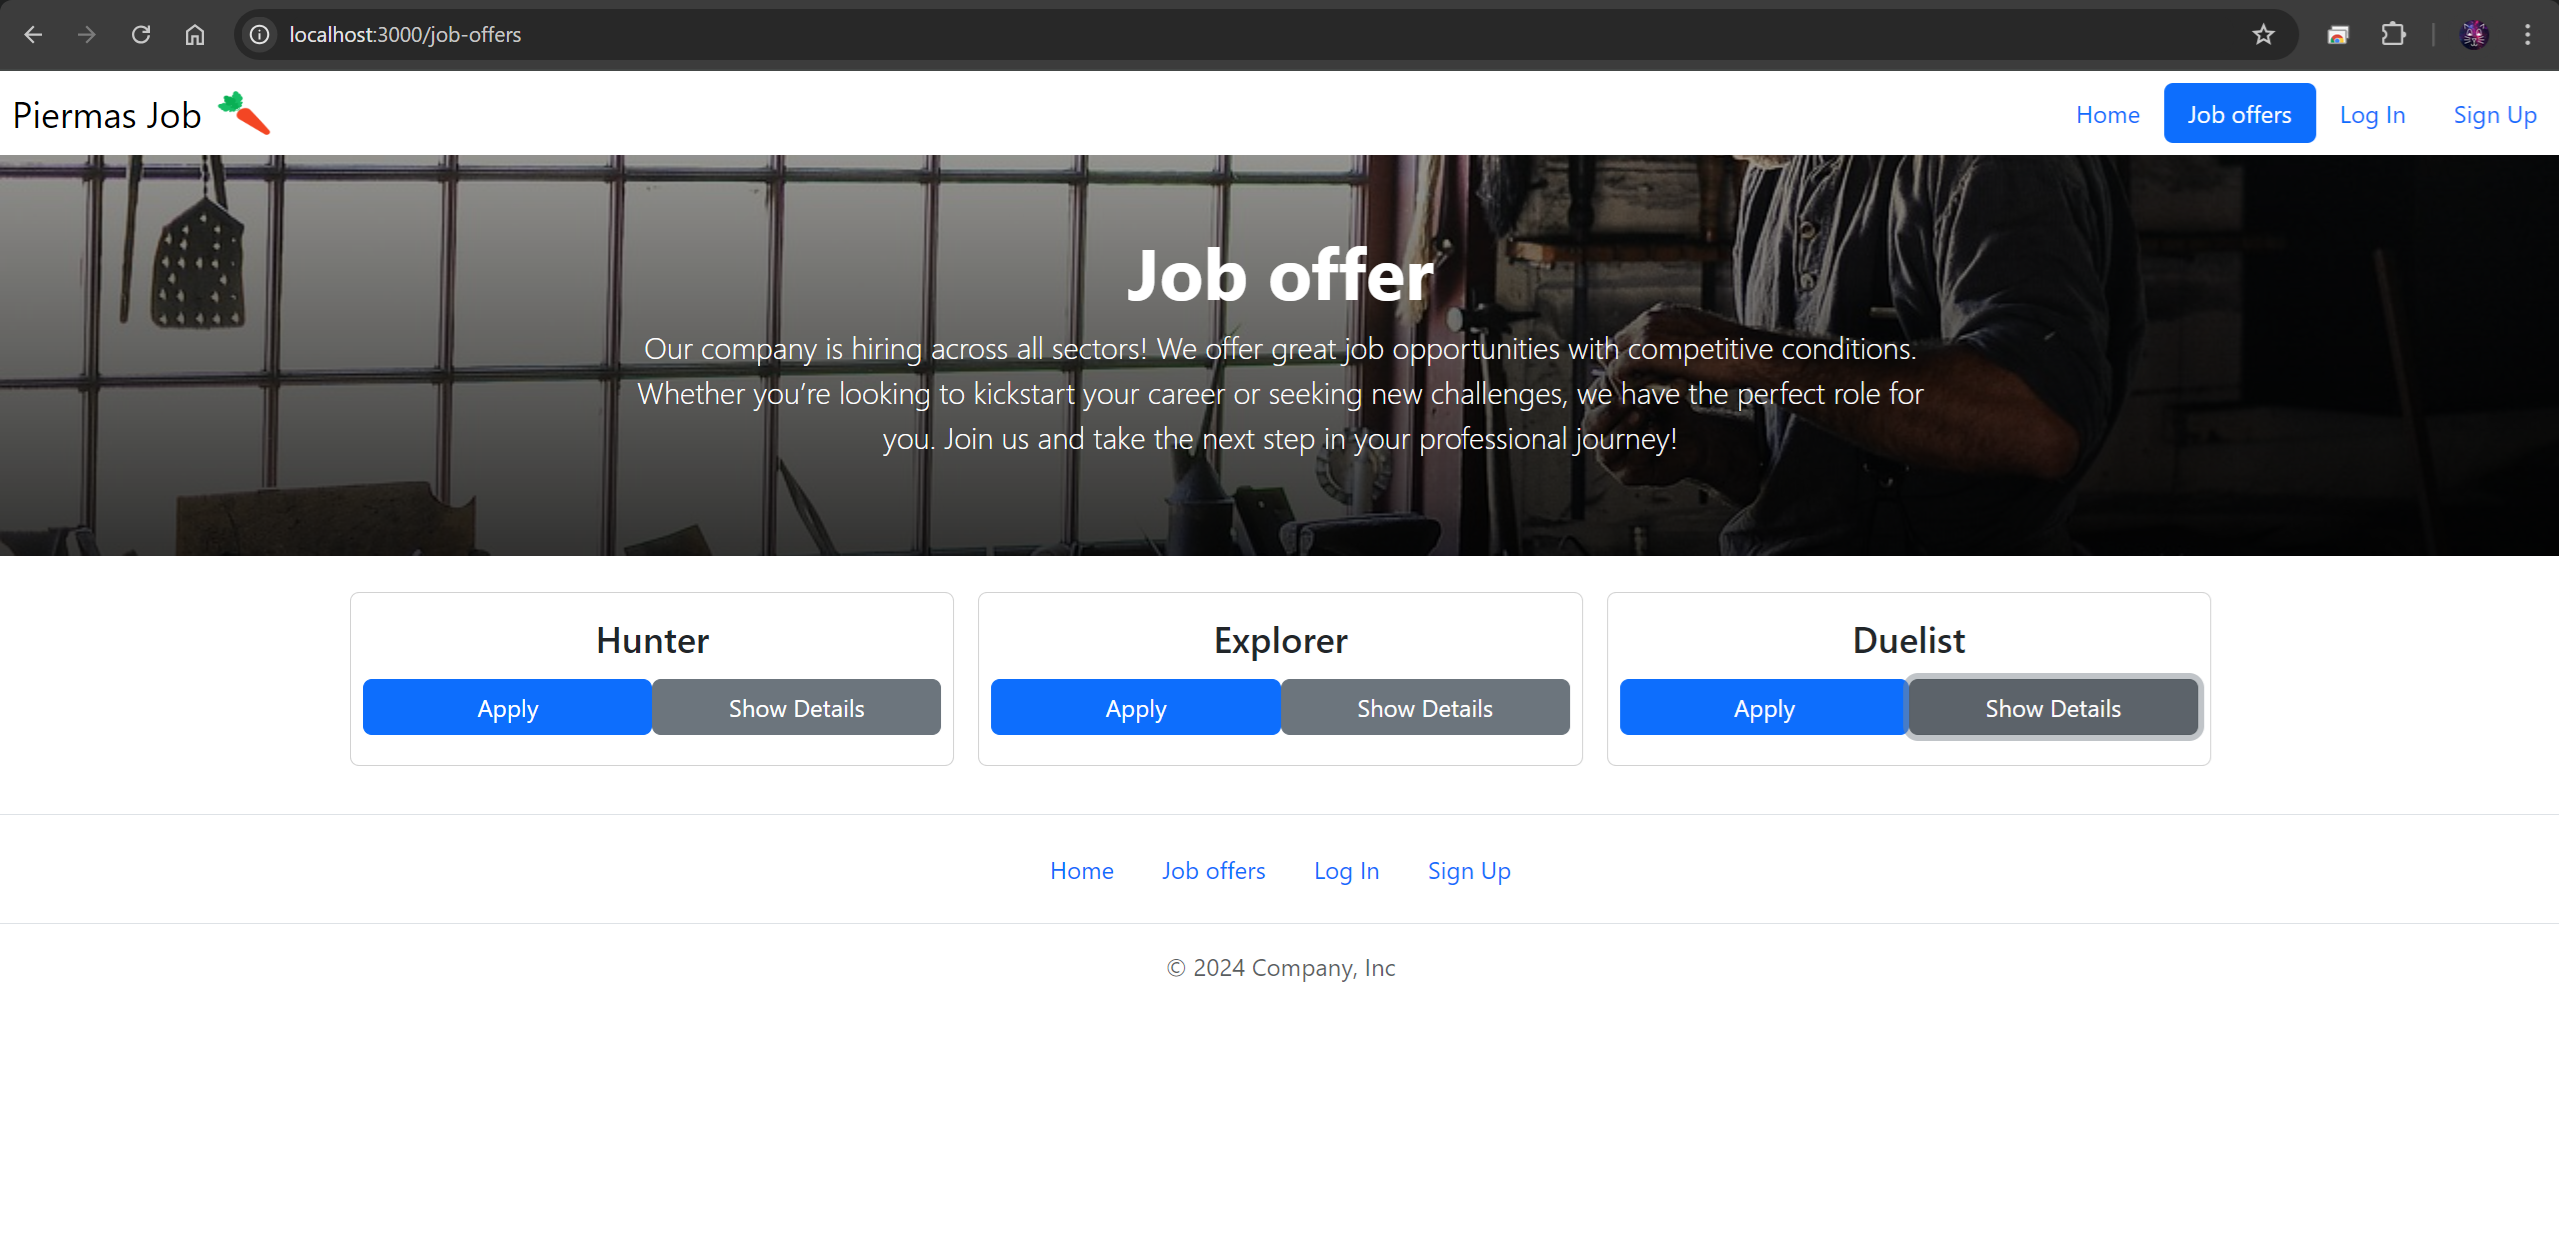 localhost:3000/job-offers
Piermas Job
Home Job offers Log In Sign Up
Job offer
Our company is hiring across all sectors! We offer great job opportunities with competitive conditions.
Whether you’re looking to kickstart your career or seeking new challenges, we have the perfect role for
you. Join us and take the next step in your professional journey!
Hunter
Apply Show Details
Explorer
Apply Show Details
Duelist
Apply Show Details
Home Job offers Log In Sign Up
© 2024 Company, Inc